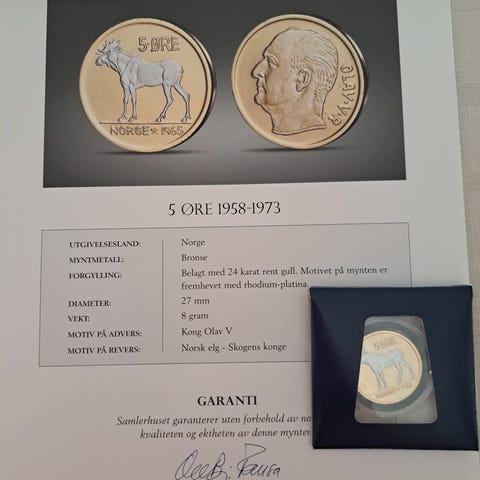 5 ØRE
NORGE 1965
OLAV·V·R
5 ØRE 1958-1973
UTGIVELSESLAND: Norge
MYNTMETALL: Bronse
FORGYLLING: Belagt med 24 karat rent gull. Motivet på mynten er
fremhevet med rhodium-platina.
DIAMETER: 27 mm
VEKT: 8 gram
MOTIV PÅ ADVERS: Kong Olav V
MOTIV PÅ REVERS: Norsk elg - Skogens konge
GARANTI
Samlerhuset garanterer uten forbehold av
kvaliteten og ektheten av denne mynten
5 ØRE
NORGE